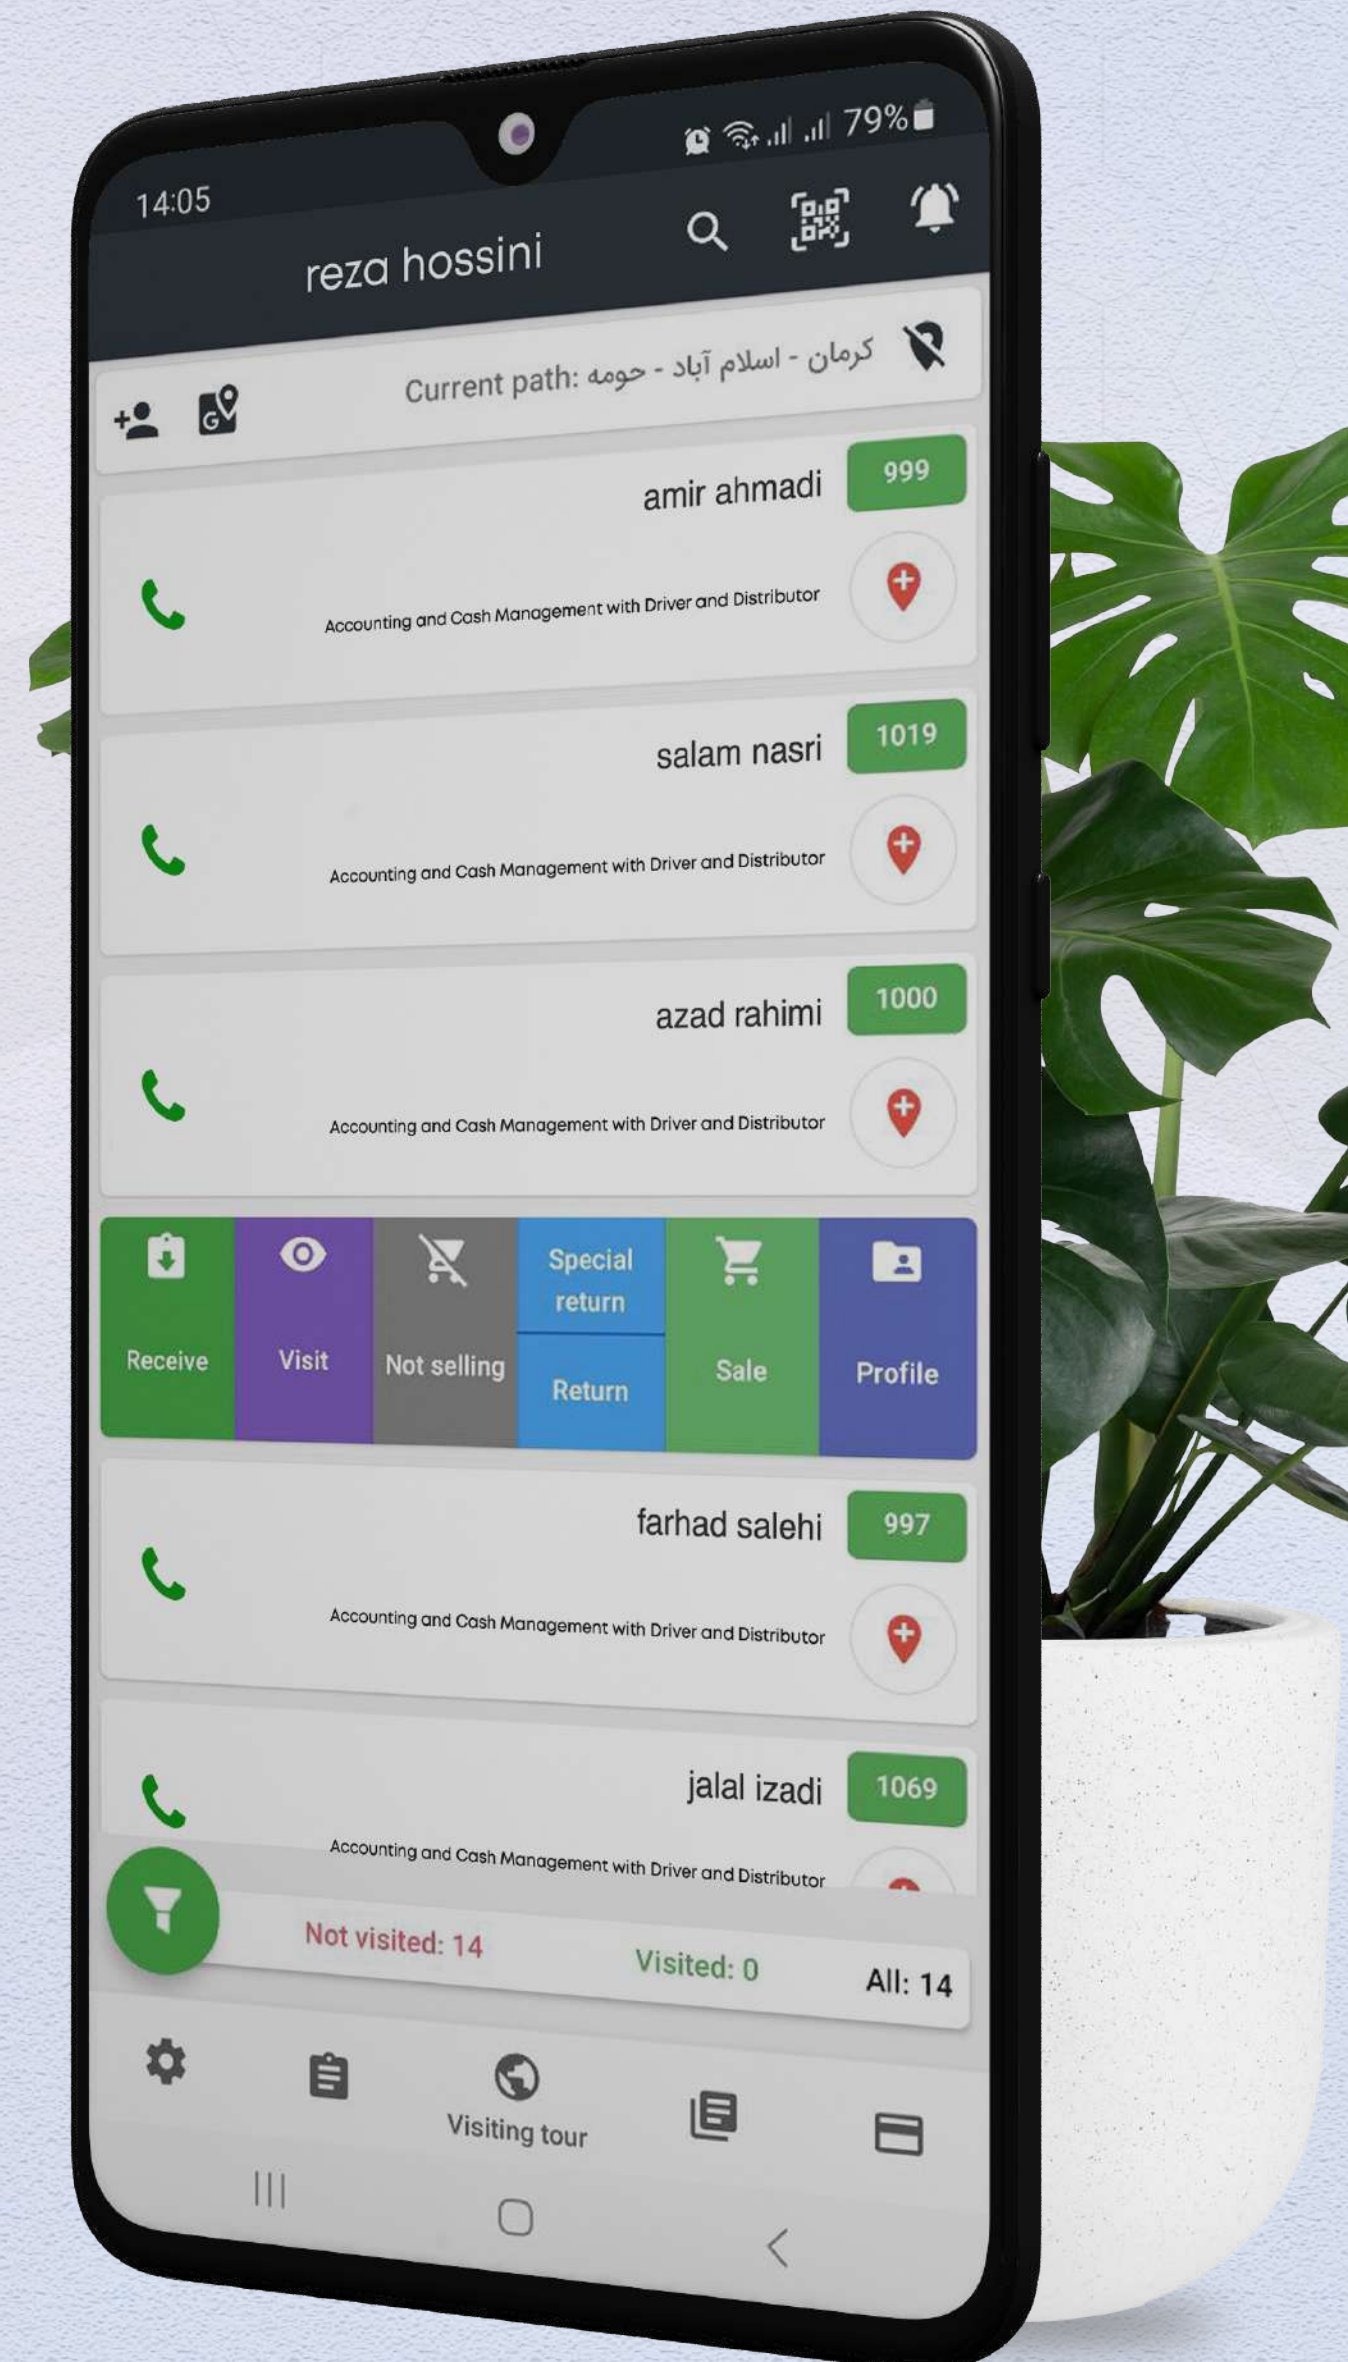 14:05
79%
reza hossini
Current path: کرمان - اسلام آباد - حومه
amir ahmadi
999
Accounting and Cash Management with Driver and Distributor
salam nasri
1019
Accounting and Cash Management with Driver and Distributor
azad rahimi
1000
Accounting and Cash Management with Driver and Distributor
Receive
Visit
Not selling
Special
return
Return
Sale
Profile
farhad salehi
997
Accounting and Cash Management with Driver and Distributor
jalal izadi
1069
Accounting and Cash Management with Driver and Distributor
Not visited: 14
Visited: 0
All: 14
Visiting tour